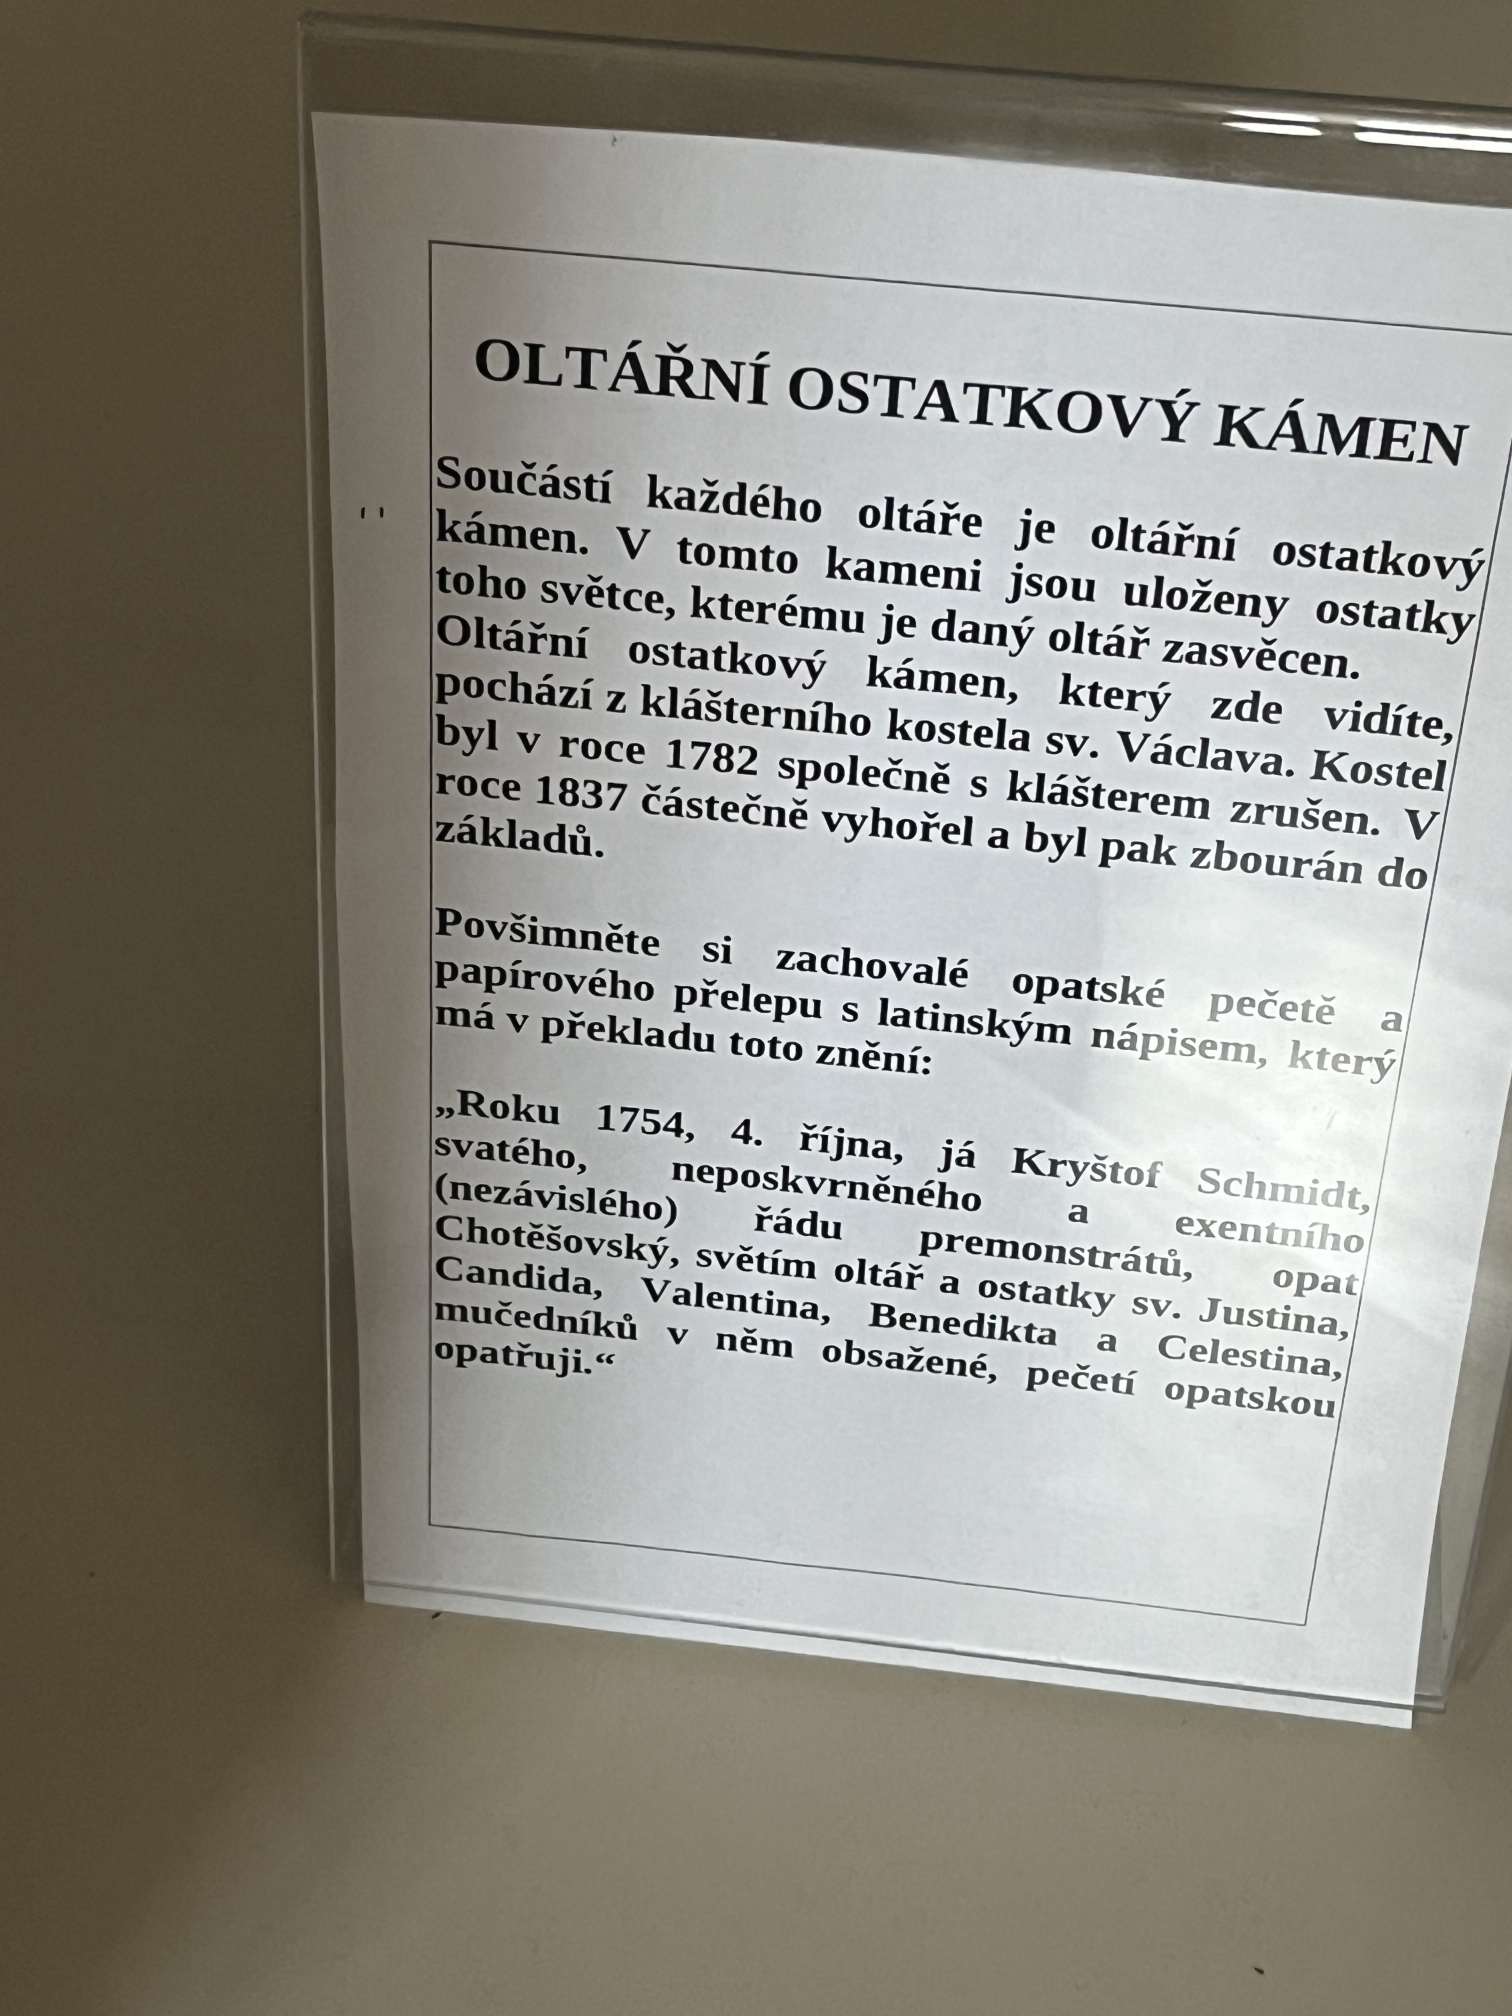 OLTÁŘNÍ OSTATKOVÝ KÁMEN
Součástí každého oltáře je oltářní ostatkový
kámen. V tomto kameni jsou uloženy ostatky
toho světce, kterému je daný oltář zasvěcen.
Oltářní ostatkový kámen, který zde vidíte,
pochází z klášterního kostela sv. Václava. Kostel
byl v roce 1782 společně s klášterem zrušen. V
roce 1837 částečně vyhořel a byl pak zbourán do
základů.
Povšimněte si zachovalé opatské pečetě a
papírového přelepu s latinským nápisem, který
má v překladu toto znění:
„Roku 1754, 4. října, já Kryštof Schmidt,
svatého, neposkvrněného a exentního
(nezávislého) řádu premonstrátů, opat
Chotěšovský, světím oltář a ostatky sv. Justina,
Candida, Valentina, Benedikta a Celestina,
mučedníků v něm obsažené, pečetí opatskou
opatřuji.“